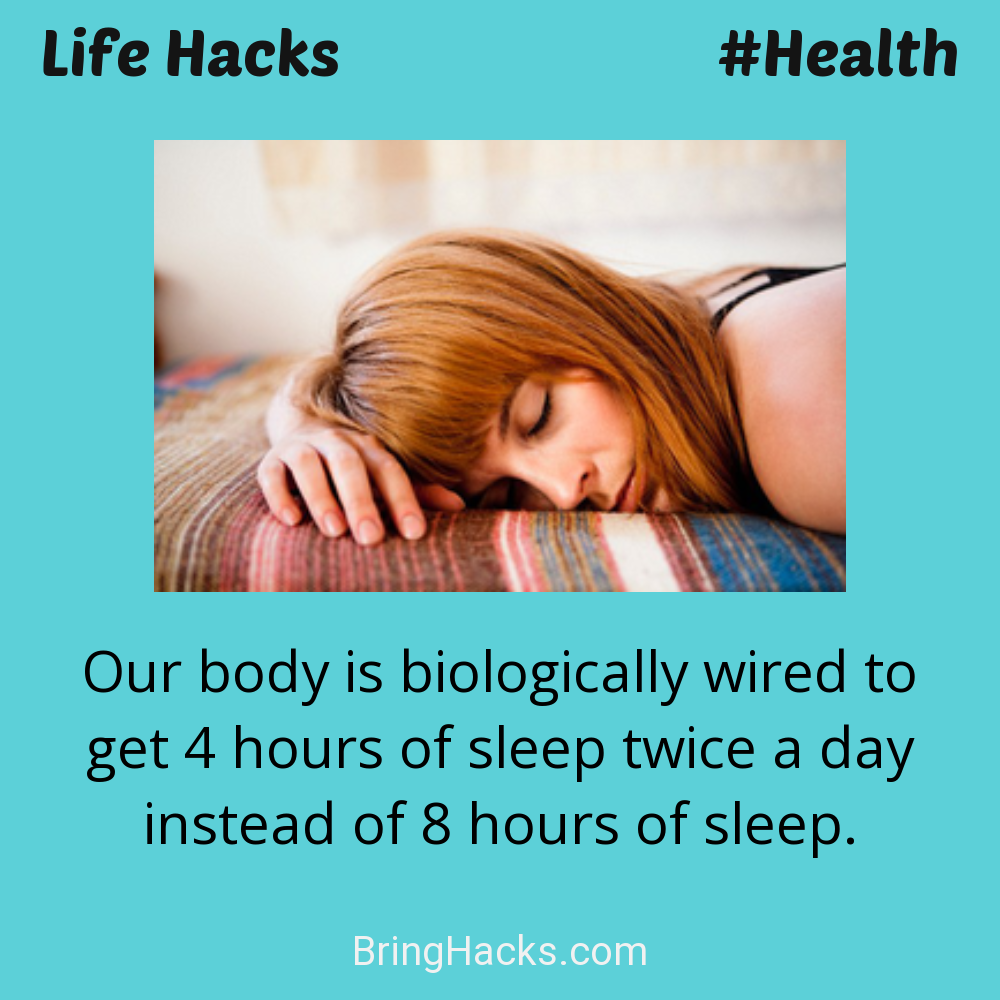 Life Hacks
#Health
Our body is biologically wired to
get 4 hours of sleep twice a day
instead of 8 hours of sleep.
BringHacks.com